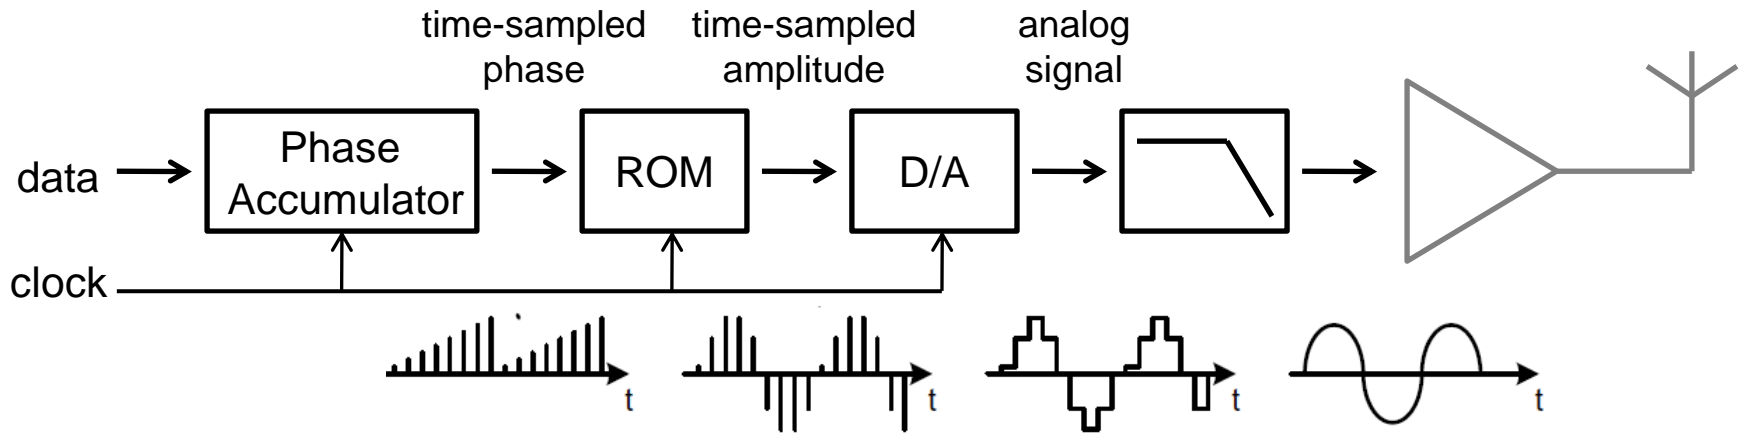 time-sampled
phase
time-sampled
amplitude
analog
signal
data
Phase
Accumulator
ROM
D/A
clock
t
t
t
t